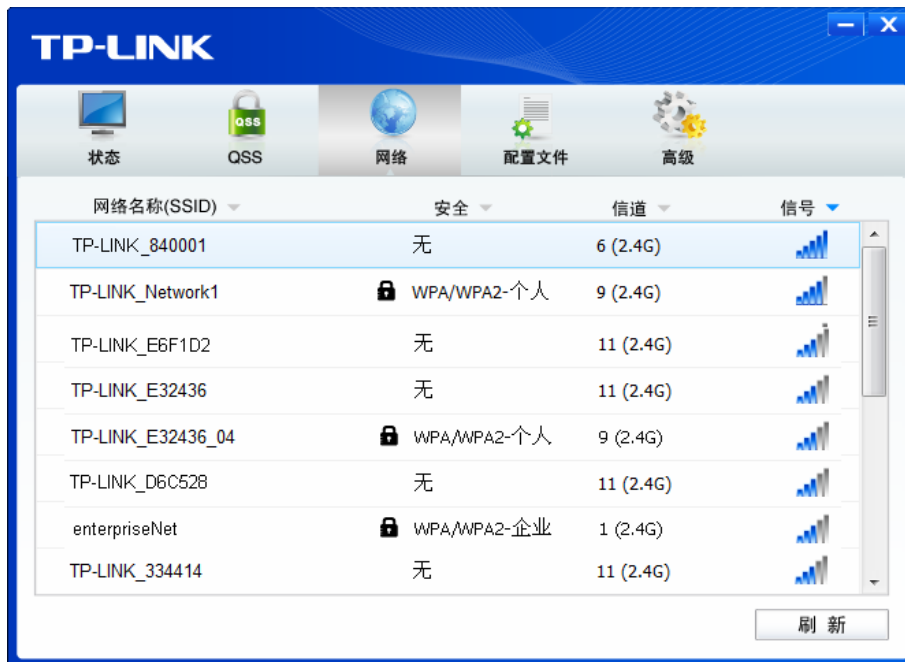 TP-LINK
QSS
状态 QSS 网络 配置文件 高级
网络名称(SSID) 安全 信道 信号
TP-LINK_840001 无 6 (2.4G)
TP-LINK_Network1 WPA/WPA2-个人 9 (2.4G)
TP-LINK_E6F1D2 无 11 (2.4G)
TP-LINK_E32436 无 11 (2.4G)
TP-LINK_E32436_04 WPA/WPA2-个人 9 (2.4G)
TP-LINK_D6C528 无 11 (2.4G)
enterpriseNet WPA/WPA2-企业 1 (2.4G)
TP-LINK_334414 无 11 (2.4G)
刷 新